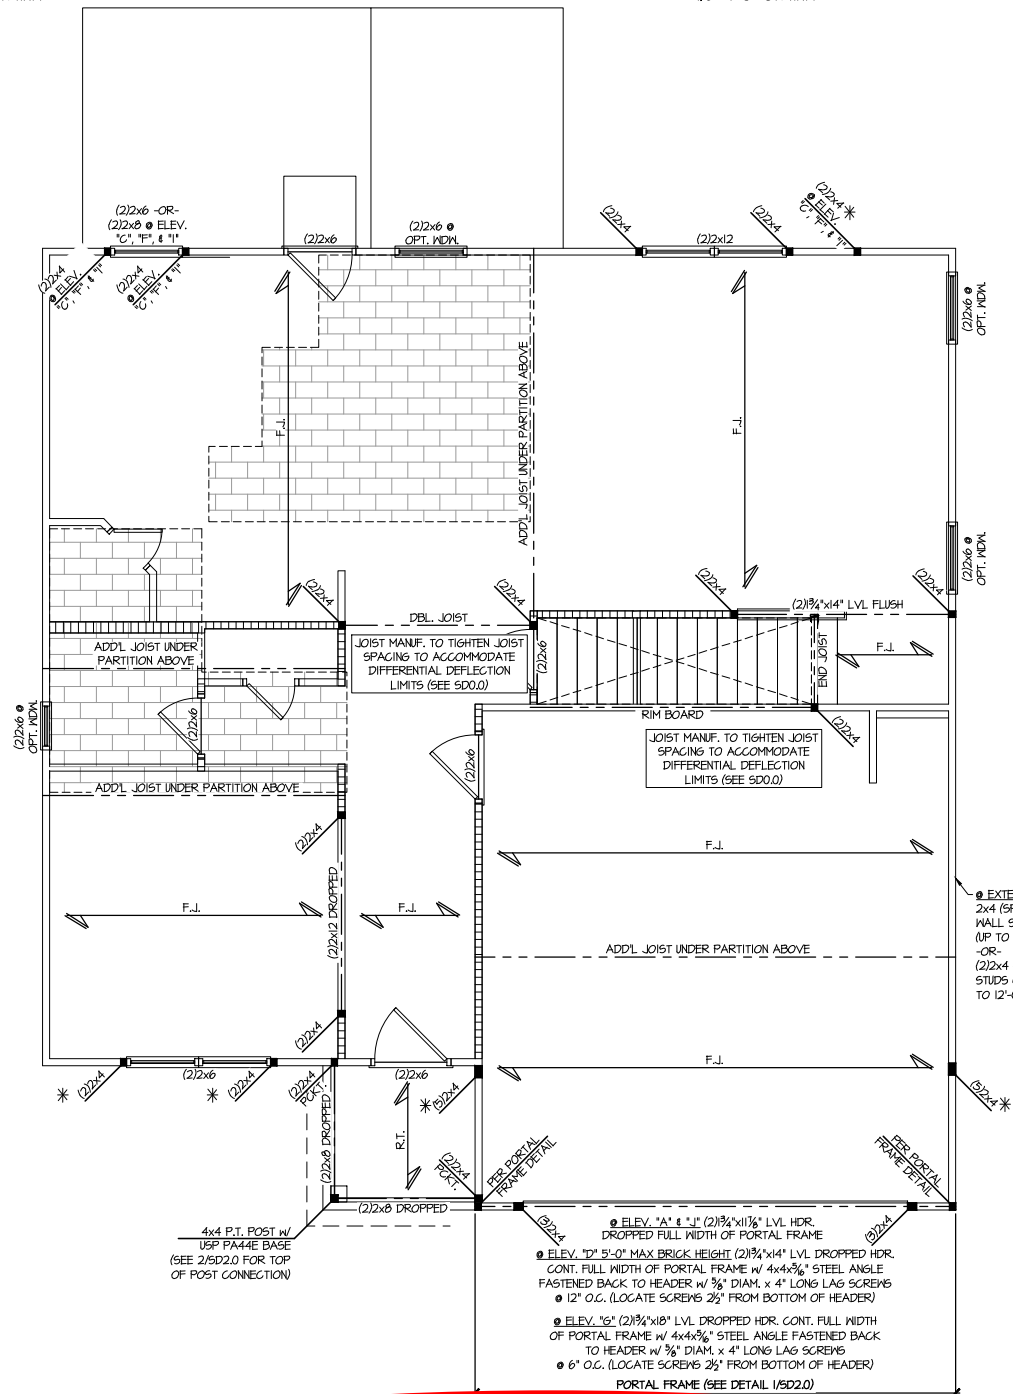 (2)2x6 -OR-
(2)2x8 @ ELEV.
"C", "F", & "I"
(2)2x6
(2)2x6 @
OPT. WDW.
(2)2x4
(2)2x4
(2)2x12
(2)2x4 *
@ ELEV.
"C", "F", & "I"
(2)2x4
@ ELEV.
"C", "F", & "I"
(2)2x4
@ ELEV.
"C", "F", & "I"
(2)2x6 @
OPT. WDW.
F.J.
ADD'L JOIST UNDER PARTITION ABOVE
F.J.
(2)2x6 @
OPT. WDW.
(2)2x4
(2)2x4
(2)2x4
(2)2x4
DBL. JOIST
(2)1¾"x14" LVL FLUSH
ADD'L JOIST UNDER
PARTITION ABOVE
JOIST MANUF. TO TIGHTEN JOIST
SPACING TO ACCOMMODATE
DIFFERENTIAL DEFLECTION
LIMITS (SEE SD0.0)
(2)2x6
END JOIST
F.J.
(2)2x6 @
OPT. WDW.
(2)2x6
RIM BOARD
(2)2x4
(2)2x6
JOIST MANUF. TO TIGHTEN JOIST
SPACING TO ACCOMMODATE
DIFFERENTIAL DEFLECTION
LIMITS (SEE SD0.0)
ADD'L JOIST UNDER PARTITION ABOVE
(2)2x4
F.J.
F.J.
F.J.
(2)2x12 DROPPED
@ EXTE
2x4 (SP
WALL S
(UP TO
-OR-
(2)2x4
STUDS
TO 12'-
ADD'L JOIST UNDER PARTITION ABOVE
(2)2x4
F.J.
* (2)2x4
(2)2x6
* (2)2x4
(2)2x4
PCKT.
(2)2x6
* (5)2x4
(5)2x4 *
(2)2x8 DROPPED
R.T.
(2)2x4
PCKT.
PER PORTAL
FRAME DETAIL
PER PORTAL
FRAME DETAIL
(2)2x8 DROPPED
(3)2x4
(3)2x4
4x4 P.T. POST W/
USP PA44E BASE
(SEE 2/SD2.0 FOR TOP
OF POST CONNECTION)
@ ELEV. "A" & "J" (2)1¾"x11⅞" LVL HDR.
DROPPED FULL WIDTH OF PORTAL FRAME
@ ELEV. "D" 5'-0" MAX BRICK HEIGHT (2)1¾"x14" LVL DROPPED HDR.
CONT. FULL WIDTH OF PORTAL FRAME w/ 4x4x5⁄16" STEEL ANGLE
FASTENED BACK TO HEADER w/ ⅝" DIAM. x 4" LONG LAG SCREWS
@ 12" O.C. (LOCATE SCREWS 2½" FROM BOTTOM OF HEADER)
@ ELEV. "G" (2)1¾"x18" LVL DROPPED HDR. CONT. FULL WIDTH
OF PORTAL FRAME w/ 4x4x5⁄16" STEEL ANGLE FASTENED BACK
TO HEADER w/ ⅝" DIAM. x 4" LONG LAG SCREWS
@ 6" O.C. (LOCATE SCREWS 2½" FROM BOTTOM OF HEADER)
PORTAL FRAME (SEE DETAIL 1/SD2.0)